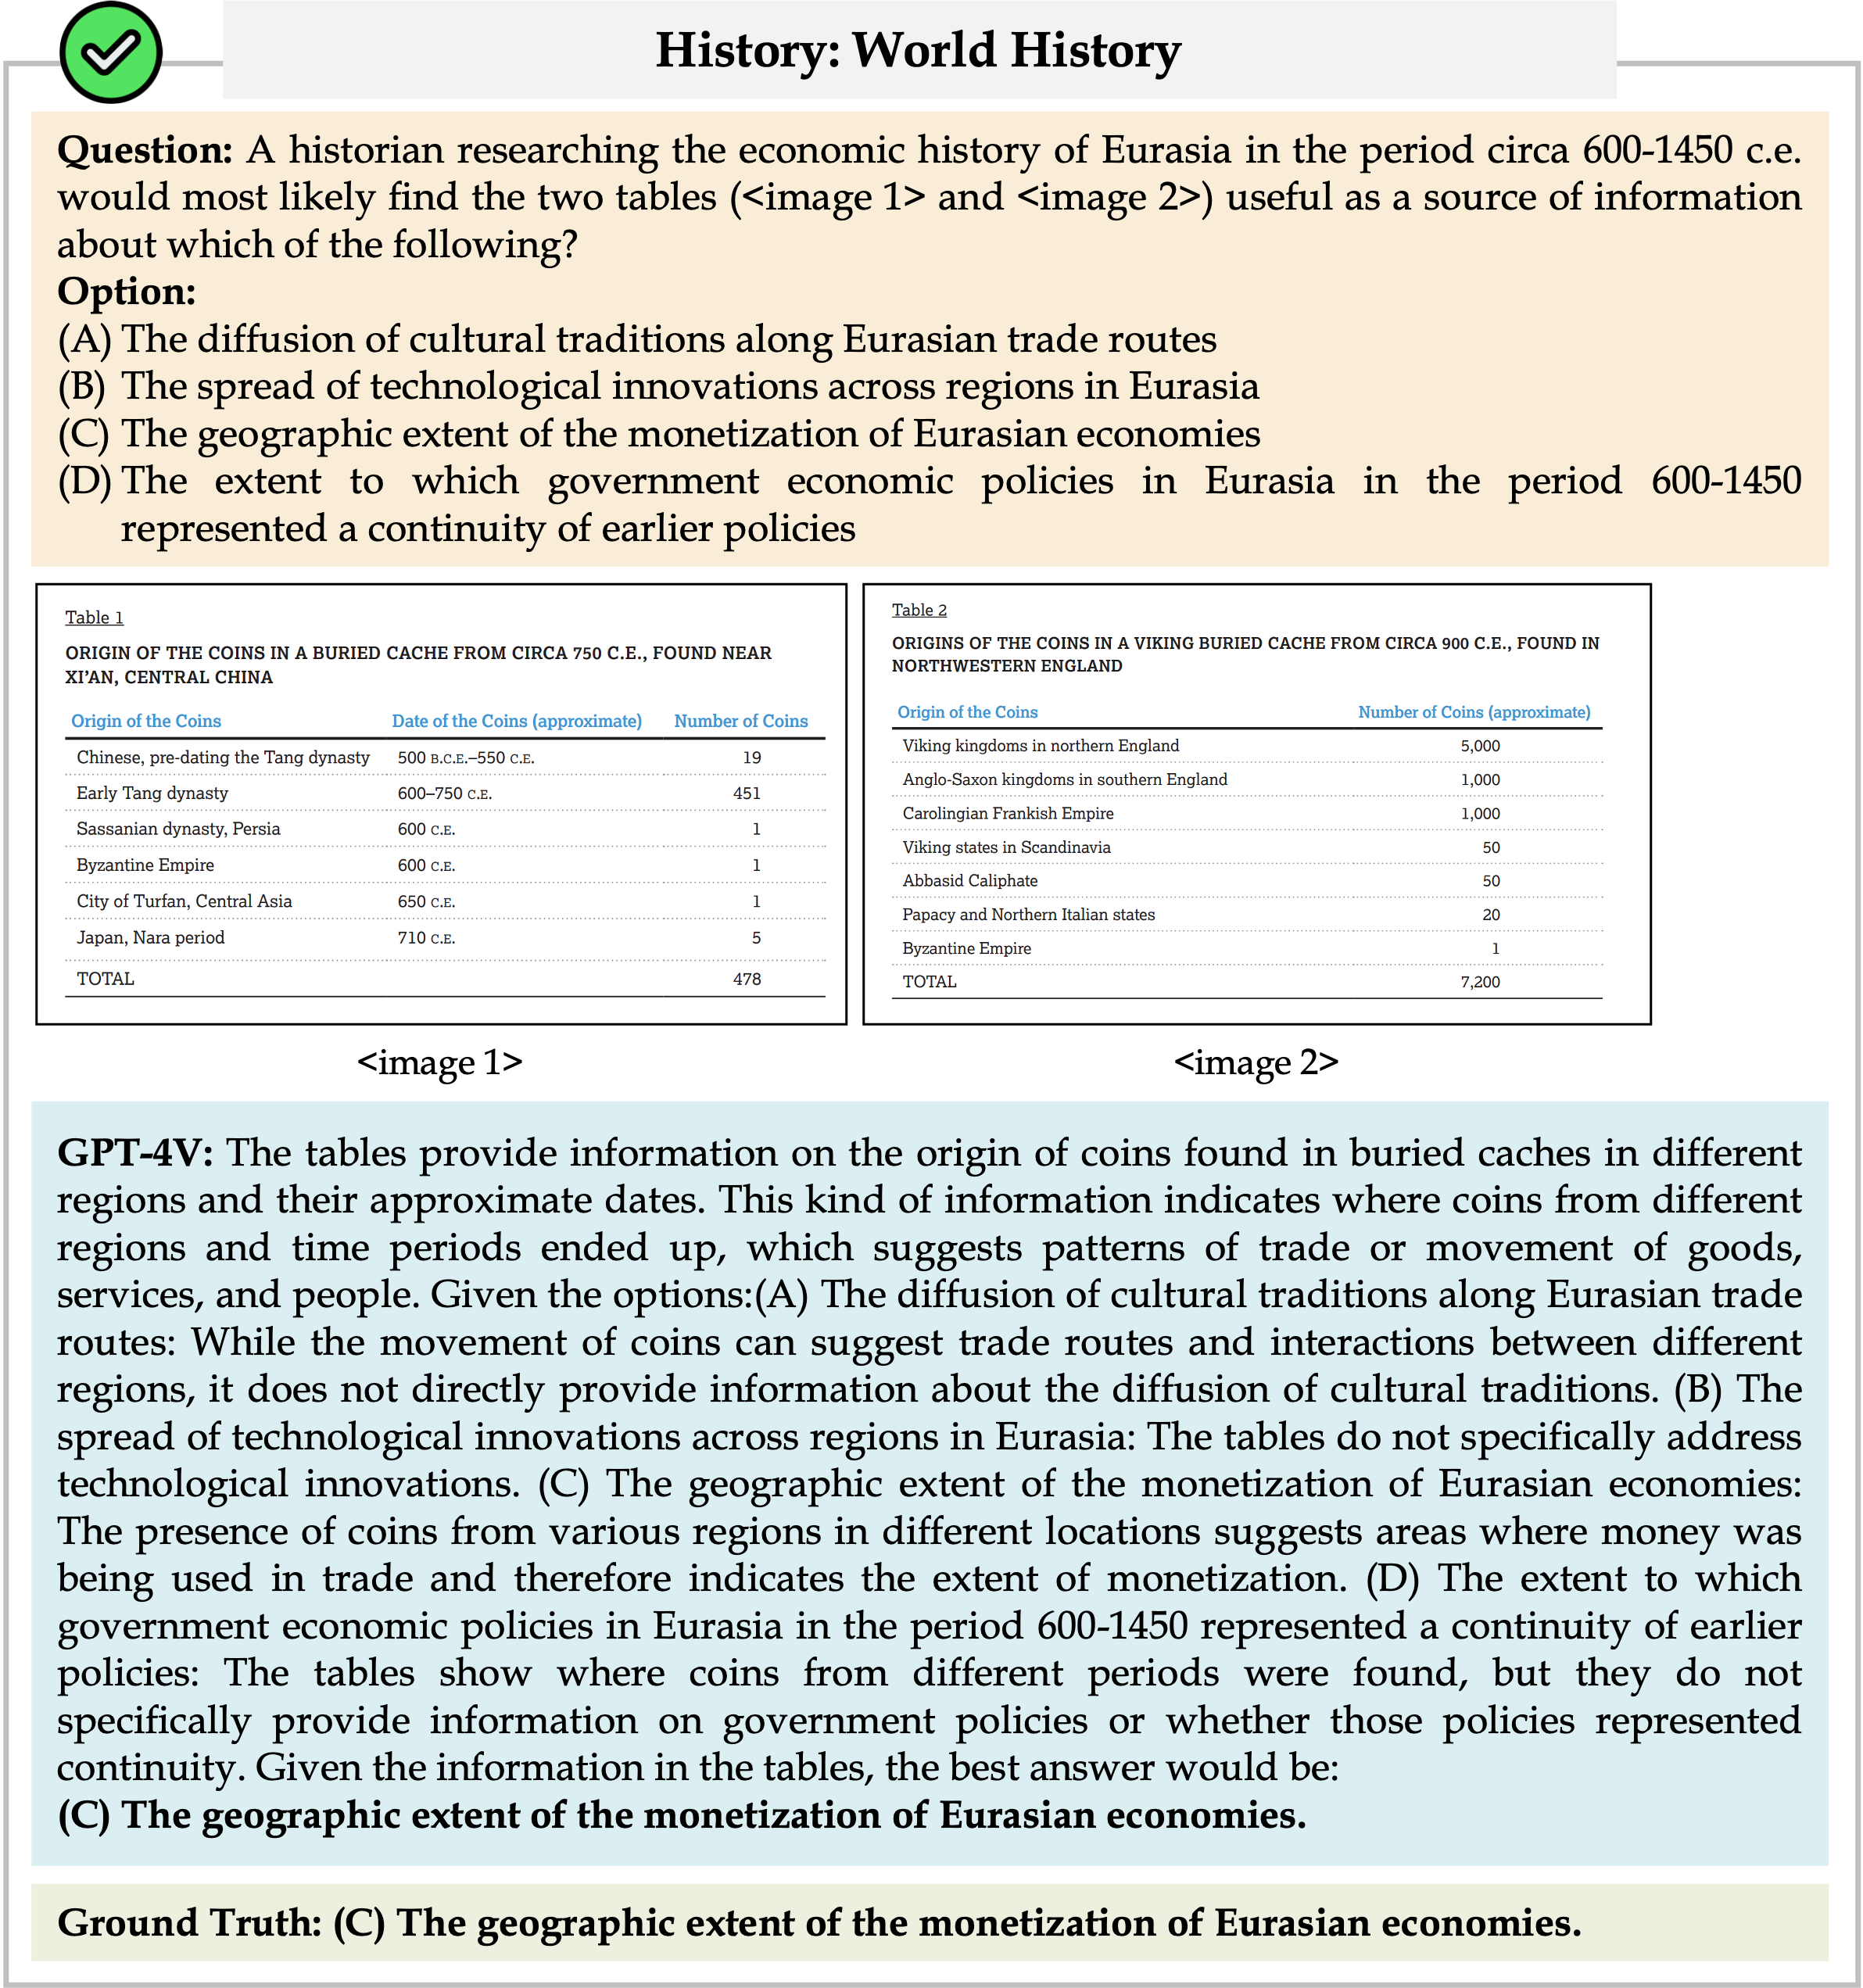 History: World History
Question: A historian researching the economic history of Eurasia in the period circa 600-1450 c.e.
would most likely find the two tables (<image 1> and <image 2>) useful as a source of information
about which of the following?
Option:
(A) The diffusion of cultural traditions along Eurasian trade routes
(B) The spread of technological innovations across regions in Eurasia
(C) The geographic extent of the monetization of Eurasian economies
(D) The extent to which government economic policies in Eurasia in the period 600-1450
represented a continuity of earlier policies
Table 1
ORIGIN OF THE COINS IN A BURIED CACHE FROM CIRCA 750 C.E., FOUND NEAR
XI'AN, CENTRAL CHINA
Origin of the Coins Date of the Coins (approximate) Number of Coins
Chinese, pre-dating the Tang dynasty 500 B.C.E.–550 C.E. 19
Early Tang dynasty 600–750 C.E. 451
Sassanian dynasty, Persia 600 C.E. 1
Byzantine Empire 600 C.E. 1
City of Turfan, Central Asia 650 C.E. 1
Japan, Nara period 710 C.E. 5
TOTAL 478
<image 1>
Table 2
ORIGINS OF THE COINS IN A VIKING BURIED CACHE FROM CIRCA 900 C.E., FOUND IN
NORTHWESTERN ENGLAND
Origin of the Coins Number of Coins (approximate)
Viking kingdoms in northern England 5,000
Anglo-Saxon kingdoms in southern England 1,000
Carolingian Frankish Empire 1,000
Viking states in Scandinavia 50
Abbasid Caliphate 50
Papacy and Northern Italian states 20
Byzantine Empire 1
TOTAL 7,200
<image 2>
GPT-4V: The tables provide information on the origin of coins found in buried caches in different
regions and their approximate dates. This kind of information indicates where coins from different
regions and time periods ended up, which suggests patterns of trade or movement of goods,
services, and people. Given the options:(A) The diffusion of cultural traditions along Eurasian trade
routes: While the movement of coins can suggest trade routes and interactions between different
regions, it does not directly provide information about the diffusion of cultural traditions. (B) The
spread of technological innovations across regions in Eurasia: The tables do not specifically address
technological innovations. (C) The geographic extent of the monetization of Eurasian economies:
The presence of coins from various regions in different locations suggests areas where money was
being used in trade and therefore indicates the extent of monetization. (D) The extent to which
government economic policies in Eurasia in the period 600-1450 represented a continuity of earlier
policies: The tables show where coins from different periods were found, but they do not
specifically provide information on government policies or whether those policies represented
continuity. Given the information in the tables, the best answer would be:
(C) The geographic extent of the monetization of Eurasian economies.
Ground Truth: (C) The geographic extent of the monetization of Eurasian economies.